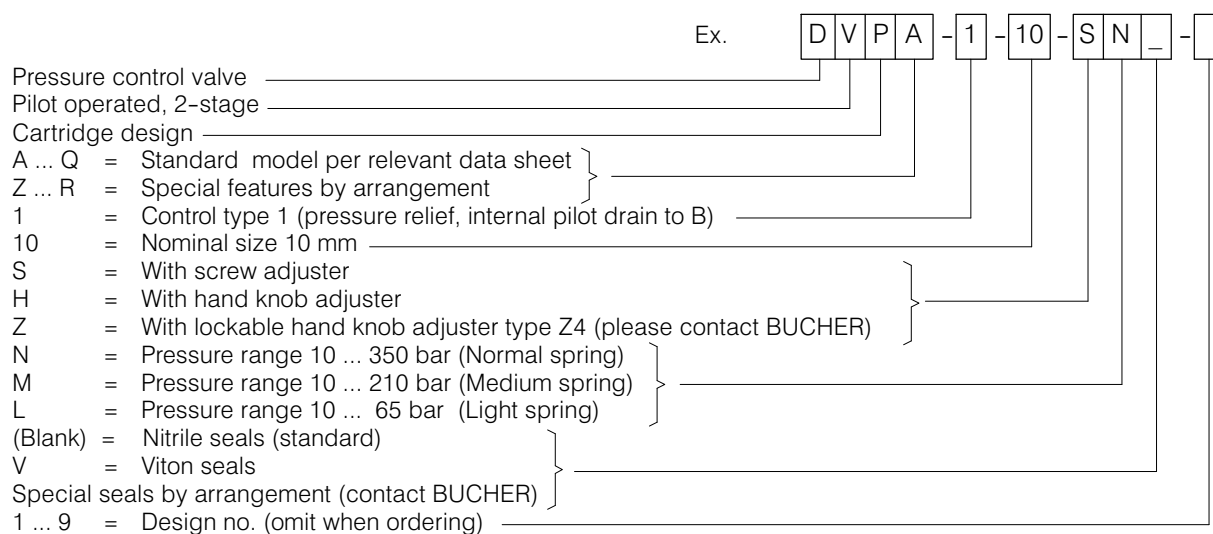 Ex. D V P A - 1 - 10 - S N _ -
Pressure control valve
Pilot operated, 2-stage
Cartridge design
A ... Q = Standard model per relevant data sheet
Z ... R = Special features by arrangement
1 = Control type 1 (pressure relief, internal pilot drain to B)
10 = Nominal size 10 mm
S = With screw adjuster
H = With hand knob adjuster
Z = With lockable hand knob adjuster type Z4 (please contact BUCHER)
N = Pressure range 10 ... 350 bar (Normal spring)
M = Pressure range 10 ... 210 bar (Medium spring)
L = Pressure range 10 ... 65 bar (Light spring)
(Blank) = Nitrile seals (standard)
V = Viton seals
Special seals by arrangement (contact BUCHER)
1 ... 9 = Design no. (omit when ordering)